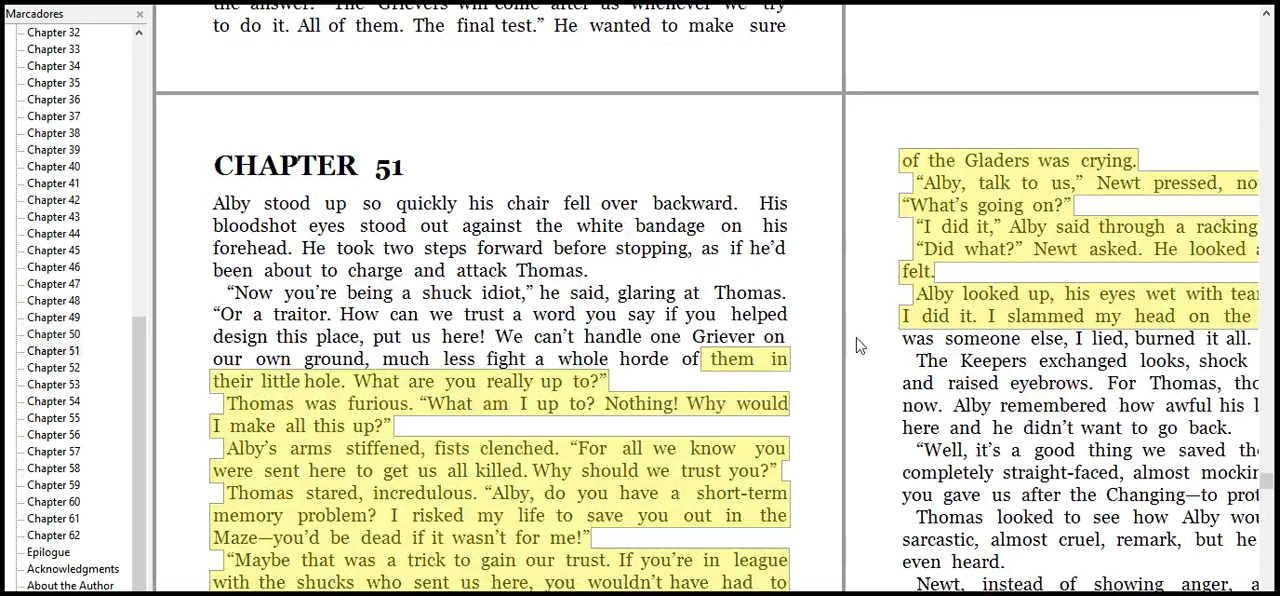 Marcadores
Chapter 32
Chapter 33
Chapter 34
Chapter 35
Chapter 36
Chapter 37
Chapter 38
Chapter 39
Chapter 40
Chapter 41
Chapter 42
Chapter 43
Chapter 44
Chapter 45
Chapter 46
Chapter 47
Chapter 48
Chapter 49
Chapter 50
Chapter 51
Chapter 52
Chapter 53
Chapter 54
Chapter 55
Chapter 56
Chapter 57
Chapter 58
Chapter 59
Chapter 60
Chapter 61
Chapter 62
Epilogue
Acknowledgments
About the Author
the answer. “The Grievers will come after us whenever we try
to do it. All of them. The final test.” He wanted to make sure
CHAPTER 51
Alby stood up so quickly his chair fell over backward. His
bloodshot eyes stood out against the white bandage on his
forehead. He took two steps forward before stopping, as if he’d
been about to charge and attack Thomas.
“Now you’re being a shuck idiot,” he said, glaring at Thomas.
“Or a traitor. How can we trust a word you say if you helped
design this place, put us here! We can’t handle one Griever on
our own ground, much less fight a whole horde of them in
their little hole. What are you really up to?”
Thomas was furious. “What am I up to? Nothing! Why would
I make all this up?”
Alby’s arms stiffened, fists clenched. “For all we know you
were sent here to get us all killed. Why should we trust you?”
Thomas stared, incredulous. “Alby, do you have a short-term
memory problem? I risked my life to save you out in the
Maze—you’d be dead if it wasn’t for me!”
“Maybe that was a trick to gain our trust. If you’re in league
with the shucks who sent us here, you wouldn’t have had to
of the Gladers was crying.
“Alby, talk to us,” Newt pressed, no
“What’s going on?”
“I did it,” Alby said through a racking
“Did what?” Newt asked. He looked
felt.
Alby looked up, his eyes wet with tear
I did it. I slammed my head on the
was someone else, I lied, burned it all.
The Keepers exchanged looks, shock
and raised eyebrows. For Thomas, tho
now. Alby remembered how awful his l
here and he didn’t want to go back.
“Well, it’s a good thing we saved th
completely straight-faced, almost mockin
you gave us after the Changing—to prot
Thomas looked to see how Alby wou
sarcastic, almost cruel, remark, but he
even heard.
Newt, instead of showing anger, a